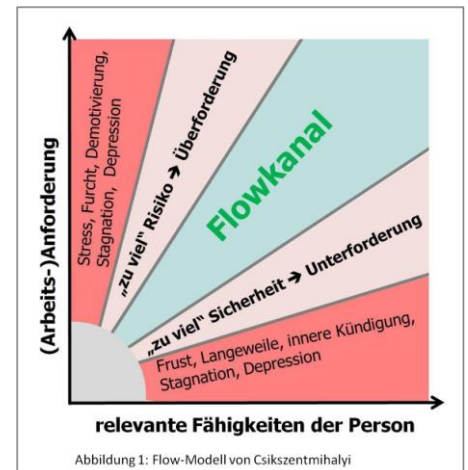 (Arbeits-)Anforderung
Stress, Furcht, Demotivierung,
Stagnation, Depression
„zu viel“ Risiko → Überforderung
Flowkanal
„zu viel“ Sicherheit → Unterforderung
Frust, Langeweile, innere Kündigung,
Stagnation, Depression
relevante Fähigkeiten der Person
Abbildung 1: Flow-Modell von Csikszentmihalyi